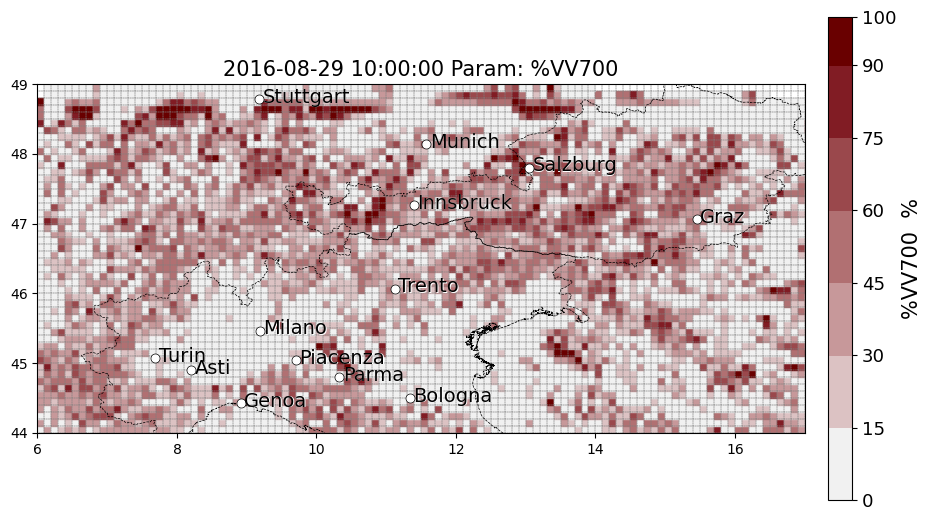 2016-08-29 10:00:00 Param: %VV700
100
90
75
60
45
30
15
0
%VV700 %
49
48
47
46
45
44
6
8
10
12
14
16
Stuttgart
Munich
Salzburg
Innsbruck
Graz
Trento
Milano
Turin
Asti
Piacenza
Parma
Genoa
Bologna